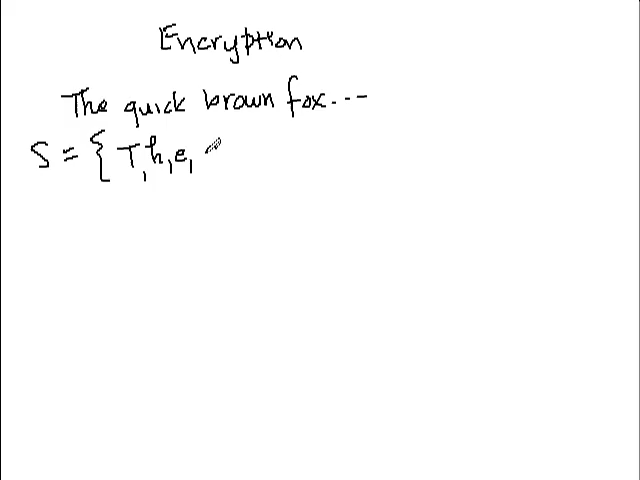 Encryption
The quick brown fox...
S = { T, h, e,